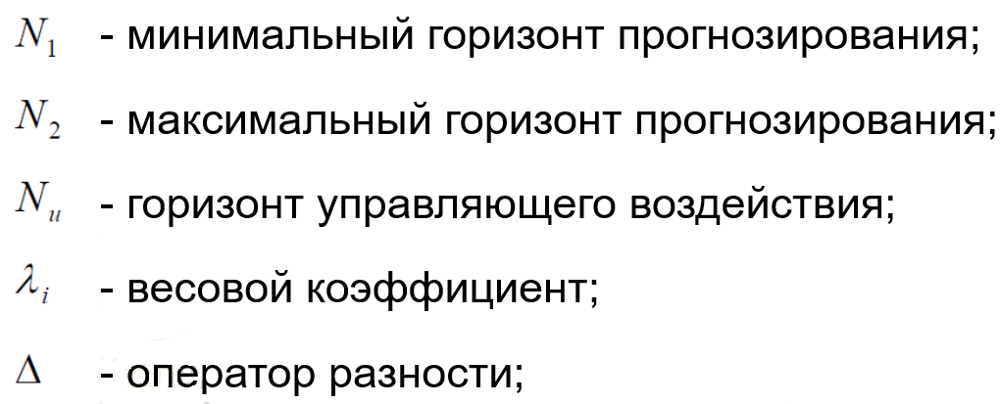 N₁ - минимальный горизонт прогнозирования;
N₂ - максимальный горизонт прогнозирования;
Nᵤ - горизонт управляющего воздействия;
λᵢ - весовой коэффициент;
Δ - оператор разности;